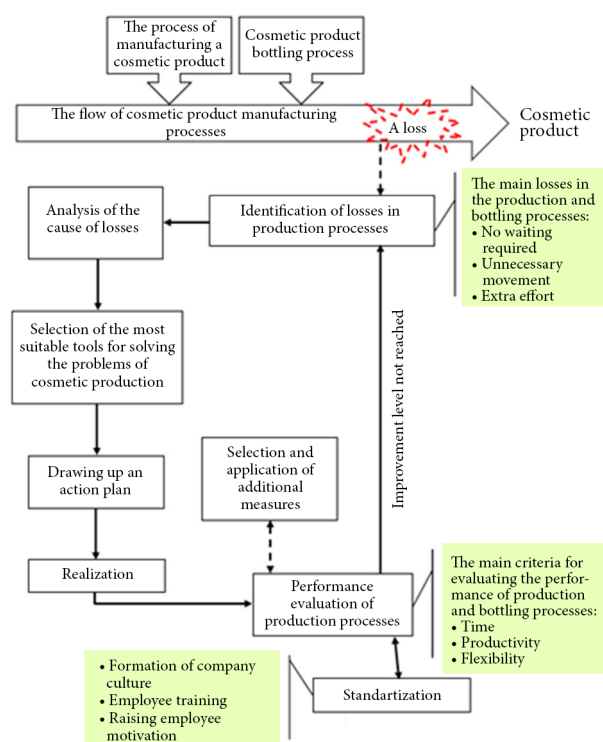 The process of
manufacturing a
cosmetic product
Cosmetic product
bottling process
The flow of cosmetic product manufacturing
processes
A loss
Cosmetic
product
Analysis of the
cause of losses
Identification of losses in
production processes
The main losses in
the production and
bottling processes:
• No waiting
required
• Unnecessary
movement
• Extra effort
Selection of the most
suitable tools for solving
the problems of
cosmetic production
Improvement level not reached
Selection and
application of
additional
measures
Drawing up an
action plan
Realization
Performance
evaluation of
production processes
The main criteria for
evaluating the perfor-
mance of production
and bottling processes:
• Time
• Productivity
• Flexibility
• Formation of company
culture
• Employee training
• Raising employee
motivation
Standartization